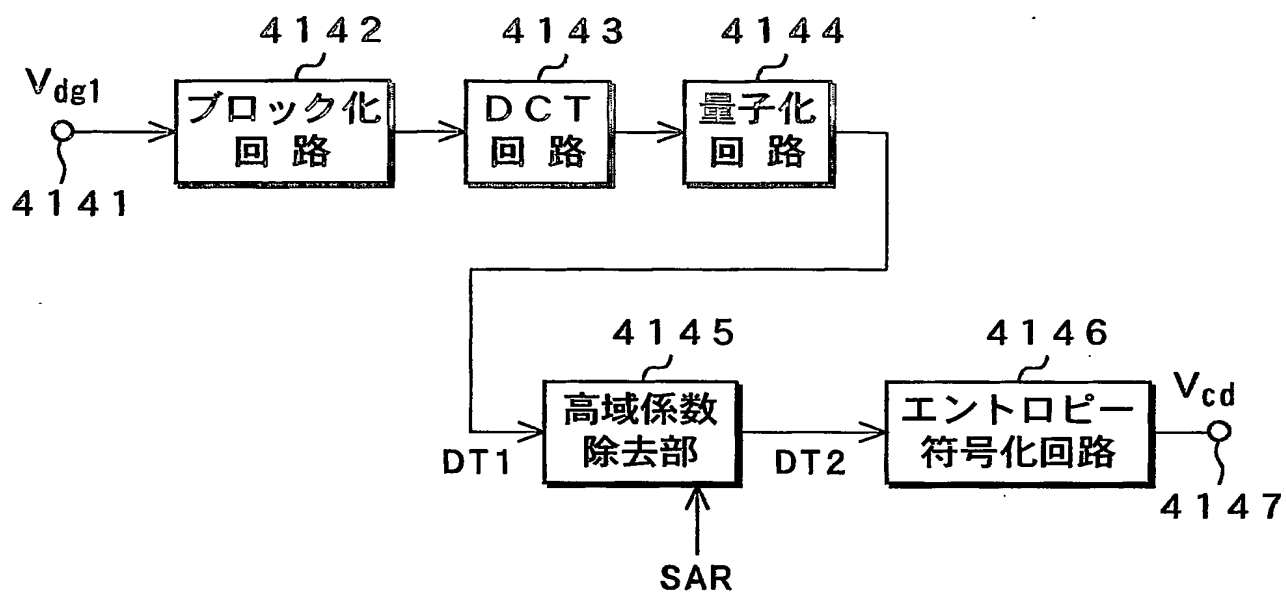 4142
4143
4144
Vdg1
ブロック化
回路
DCT
回路
量子化
回路
4141
4145
4146
高域係数
除去部
エントロピー
符号化回路
Vcd
DT1
DT2
4147
SAR